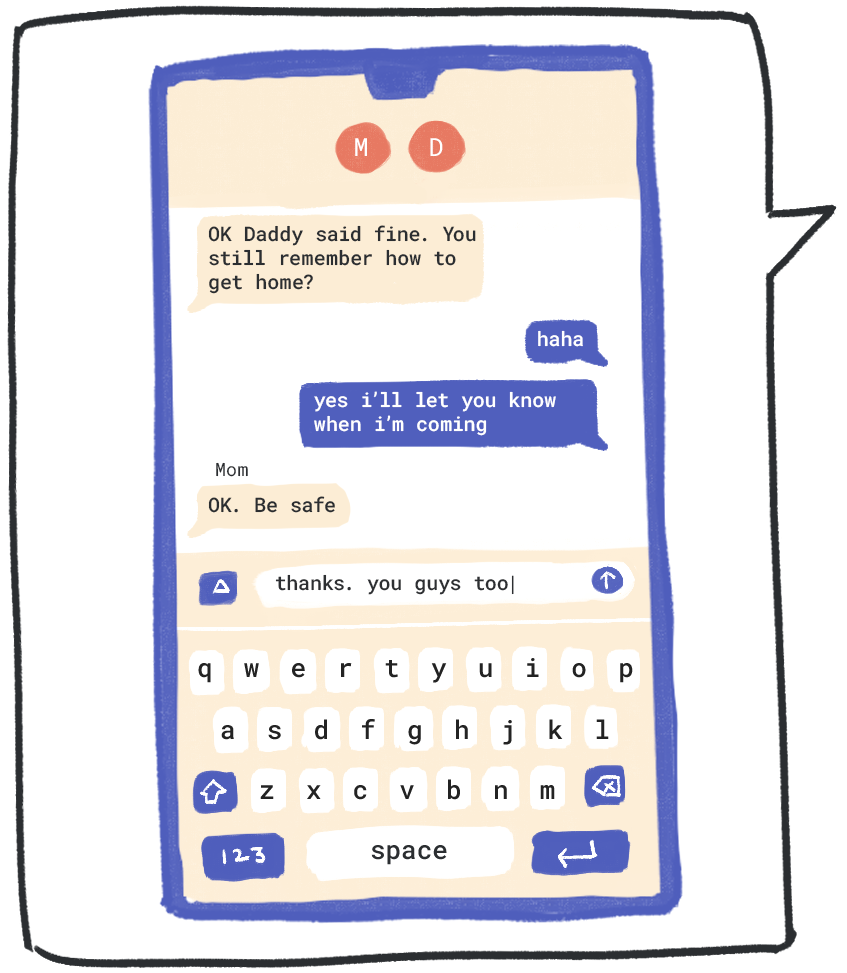 M D
OK Daddy said fine. You
still remember how to
get home?
haha
yes i’ll let you know
when i’m coming
Mom
OK. Be safe
thanks. you guys too
q w e r t y u i o p
a s d f g h j k l
z x c v b n m
123 space